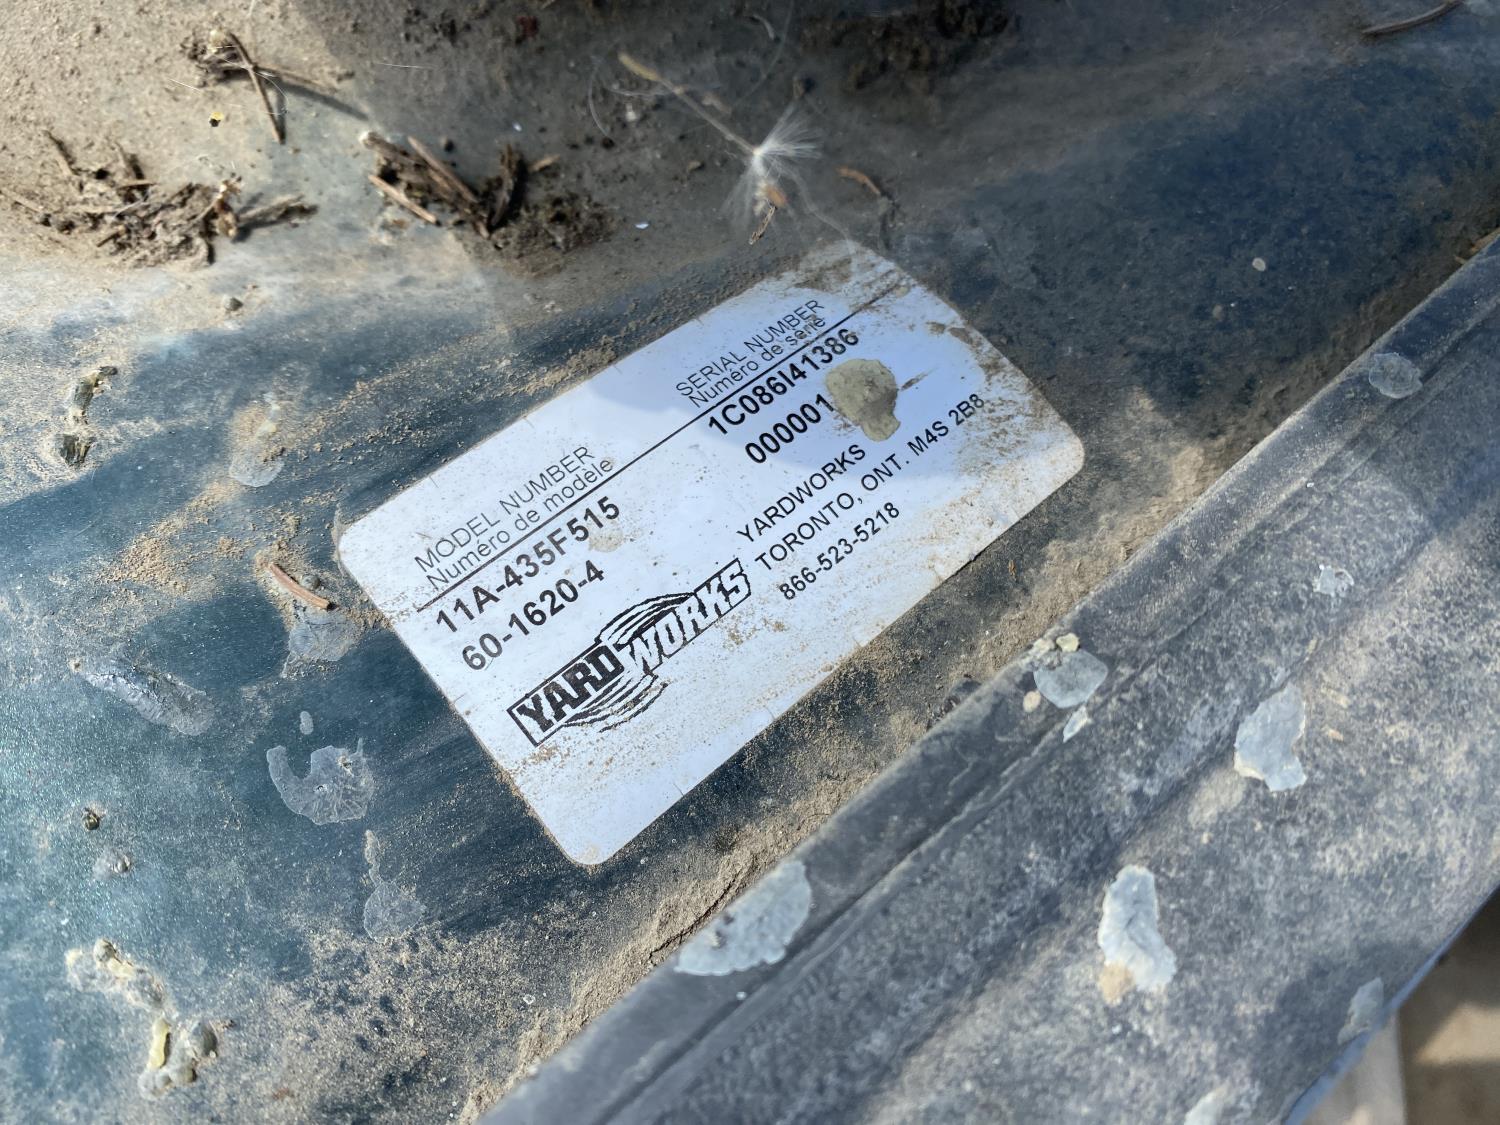 MODEL NUMBER
Numéro de modèle
11A-435F515
60-1620-4
SERIAL NUMBER
Numéro de série
1C086I41386
000001
YARDWORKS
YARDWORKS
TORONTO, ONT. M4S 2B8
866-523-5218